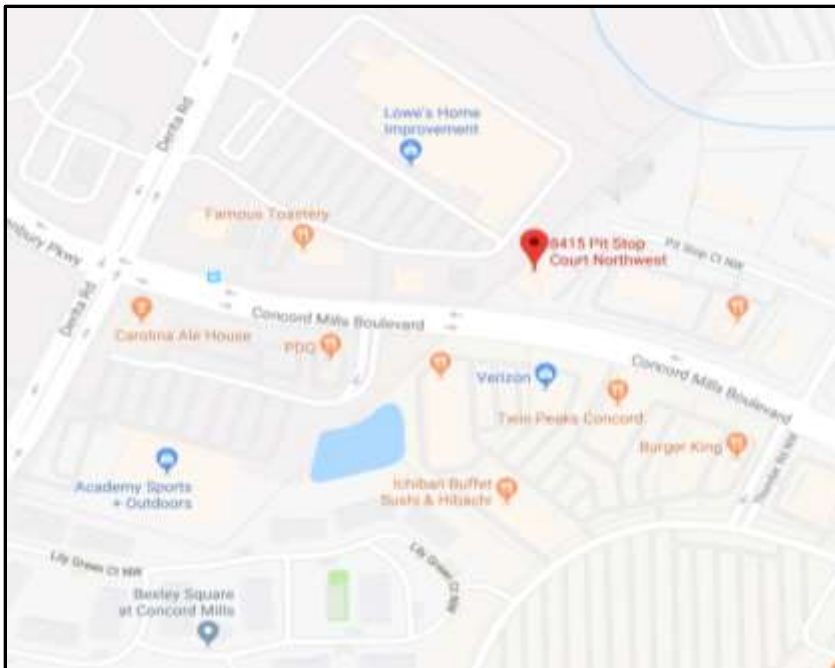 Derita Rd
Lowe's Home
Improvement
Famous Toastery
8415 Pit Stop
Court Northwest
Pit Stop Ct NW
Derita Rd
Concord Mills Boulevard
Carolina Ale House
PDQ
Verizon
Concord Mills Boulevard
Twin Peaks Concord
Burger King
Academy Sports
+ Outdoors
Ichiban Buffet
Sushi & Hibachi
Lily Green Ct NW
Lily Green Ct NW
Bexley Square
at Concord Mills